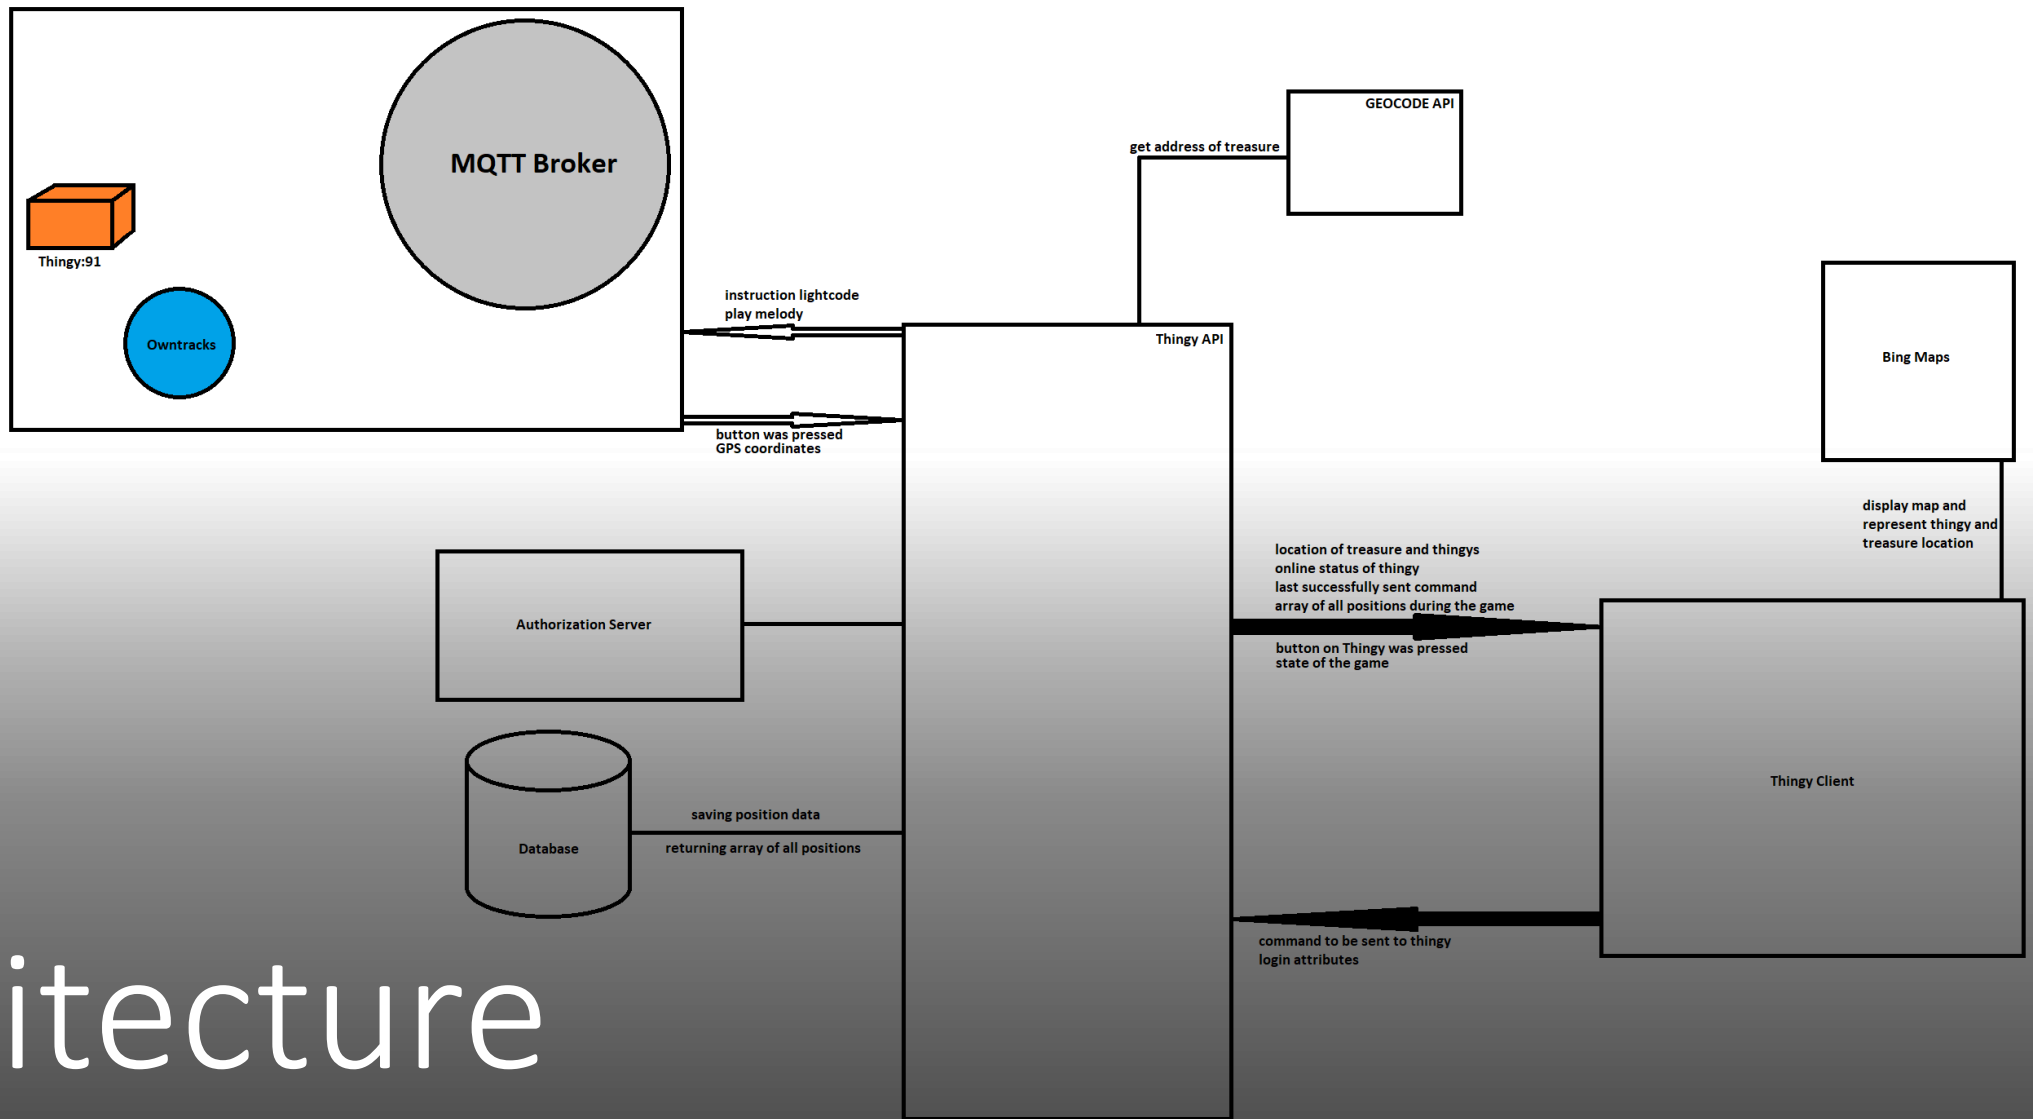 MQTT Broker
Thingy:91
Owntracks
GEOCODE API
get address of treasure
instruction lightcode
play melody
Thingy API
button was pressed
GPS coordinates
Bing Maps
display map and
represent thingy and
treasure location
Authorization Server
location of treasure and thingys
online status of thingy
last successfully sent command
array of all positions during the game
button on Thingy was pressed
state of the game
Database
saving position data
returning array of all positions
Thingy Client
command to be sent to thingy
login attributes
itecture